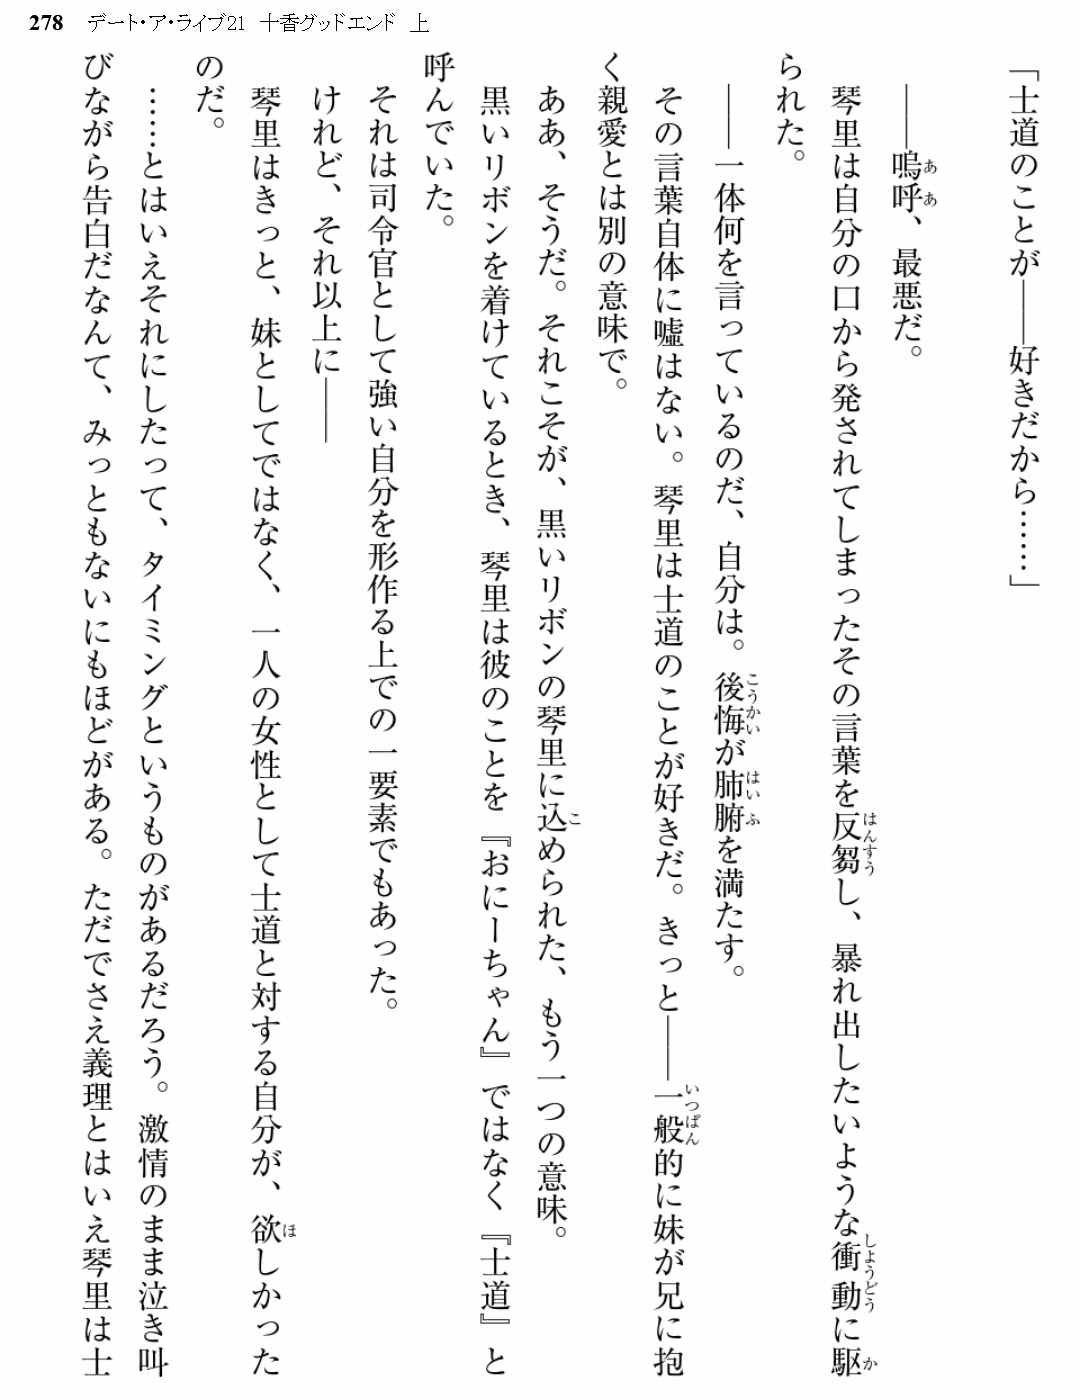 278 デート・ア・ライブ21 十香グッドエンド 上
「士道のことが――好きだから……」
――嗚呼、最悪だ。
琴里は自分の口から発されてしまったその言葉を反芻し、暴れ出したいような衝動に駆
られた。
――一体何を言っているのだ、自分は。後悔が肺腑を満たす。
その言葉自体に嘘はない。琴里は士道のことが好きだ。きっと――一般的に妹が兄に抱
く親愛とは別の意味で。
ああ、そうだ。それこそが、黒いリボンの琴里に込められた、もう一つの意味。
黒いリボンを着けているとき、琴里は彼のことを『おにーちゃん』ではなく『士道』と
呼んでいた。
それは司令官として強い自分を形作る上での一要素でもあった。
けれど、それ以上に――
琴里はきっと、妹としてではなく、一人の女性として士道と対する自分が、欲しかった
のだ。
……とはいえそれにしたって、タイミングというものがあるだろう。激情のまま泣き叫
びながら告白だなんて、みっともないにもほどがある。ただでさえ義理とはいえ琴里は士